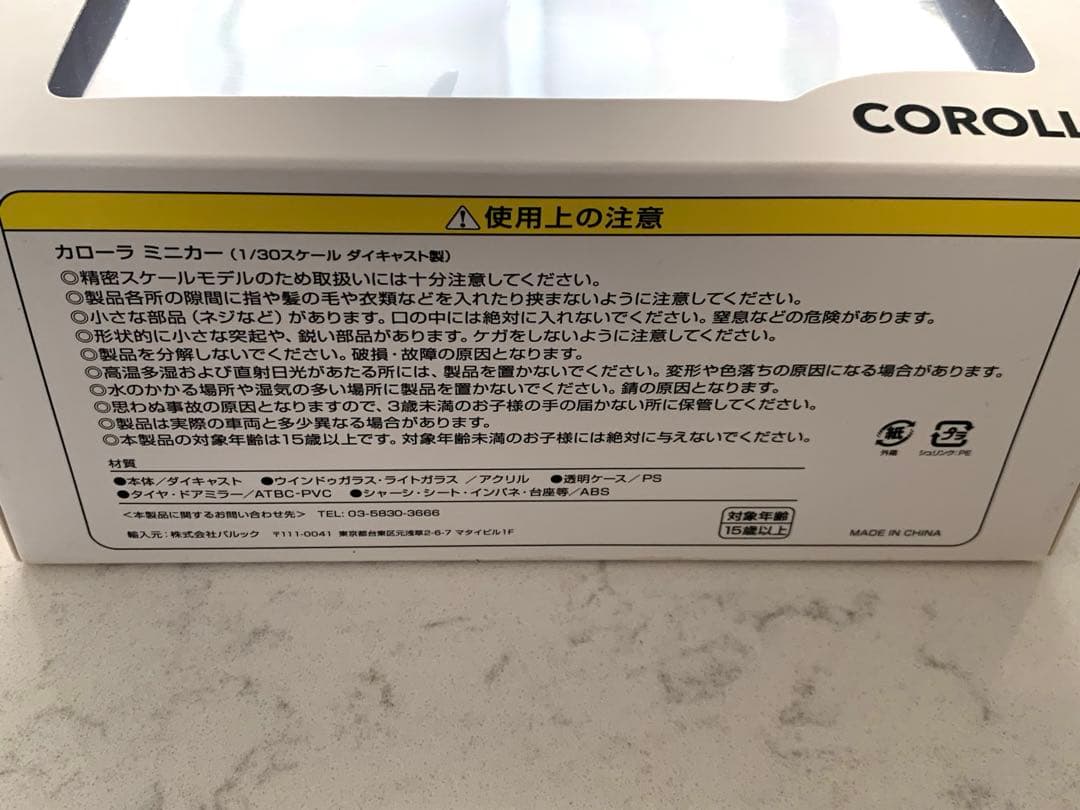 COROLL
⚠使用上の注意
カローラ ミニカー（1/30スケール ダイキャスト製）
◎精密スケールモデルのため取扱いには十分注意してください。
◎製品各所の隙間に指や髪の毛や衣類などを入れたり挟まないように注意してください。
◎小さな部品（ネジなど）があります。口の中には絶対に入れないでください。窒息などの危険があります。
◎形状的に小さな突起や、鋭い部品があります。ケガをしないように注意してください。
◎製品を分解しないでください。破損・故障の原因となります。
◎高温多湿および直射日光があたる所には、製品を置かないでください。変形や色落ちの原因になる場合があります。
◎水のかかる場所や湿気の多い場所に製品を置かないでください。錆の原因となります。
◎思わぬ事故の原因となりますので、3歳未満のお子様の手の届かない所に保管してください。
◎製品は実際の車両と多少異なる場合があります。
◎本製品の対象年齢は15歳以上です。対象年齢未満のお子様には絶対に与えないでください。
紙 プラ
外箱 シュリンク:PE
材質
●本体/ダイキャスト ●ウインドゥガラス・ライトガラス /アクリル ●透明ケース/PS
●タイヤ・ドアミラー/ATBC-PVC ●シャーシ・シート・インパネ・台座等/ABS
＜本製品に関するお問い合わせ先＞ TEL: 03-5830-3666
輸入元:株式会社バルック 〒111-0041 東京都台東区元浅草2-6-7 マタイビル1F
対象年齢
15歳以上
MADE IN CHINA